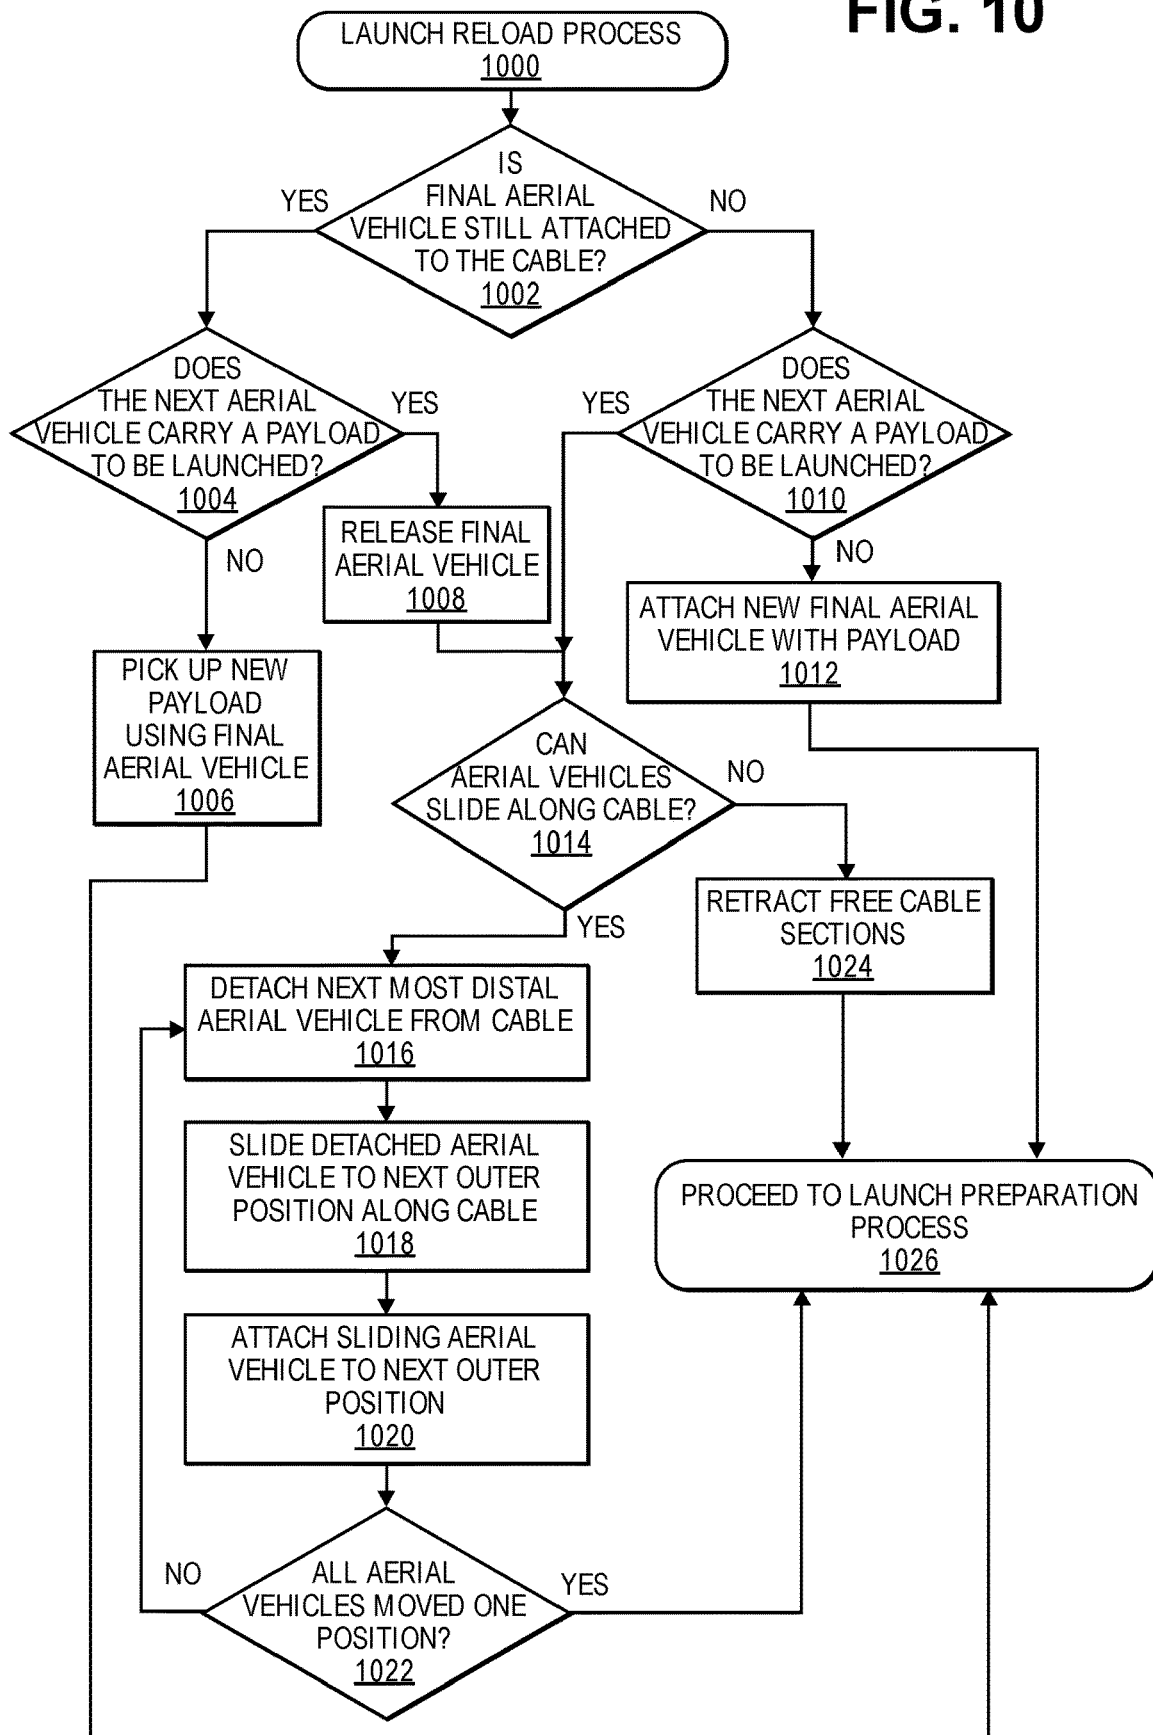 FIG. 10
LAUNCH RELOAD PROCESS
1000
IS
FINAL AERIAL
VEHICLE STILL ATTACHED
TO THE CABLE?
1002
YES
NO
DOES
THE NEXT AERIAL
VEHICLE CARRY A PAYLOAD
TO BE LAUNCHED?
1004
YES
NO
DOES
THE NEXT AERIAL
VEHICLE CARRY A PAYLOAD
TO BE LAUNCHED?
1010
YES
NO
RELEASE FINAL
AERIAL VEHICLE
1008
ATTACH NEW FINAL AERIAL
VEHICLE WITH PAYLOAD
1012
PICK UP NEW
PAYLOAD
USING FINAL
AERIAL VEHICLE
1006
CAN
AERIAL VEHICLES
SLIDE ALONG CABLE?
1014
NO
YES
RETRACT FREE CABLE
SECTIONS
1024
DETACH NEXT MOST DISTAL
AERIAL VEHICLE FROM CABLE
1016
SLIDE DETACHED AERIAL
VEHICLE TO NEXT OUTER
POSITION ALONG CABLE
1018
PROCEED TO LAUNCH PREPARATION
PROCESS
1026
ATTACH SLIDING AERIAL
VEHICLE TO NEXT OUTER
POSITION
1020
ALL AERIAL
VEHICLES MOVED ONE
POSITION?
1022
NO
YES